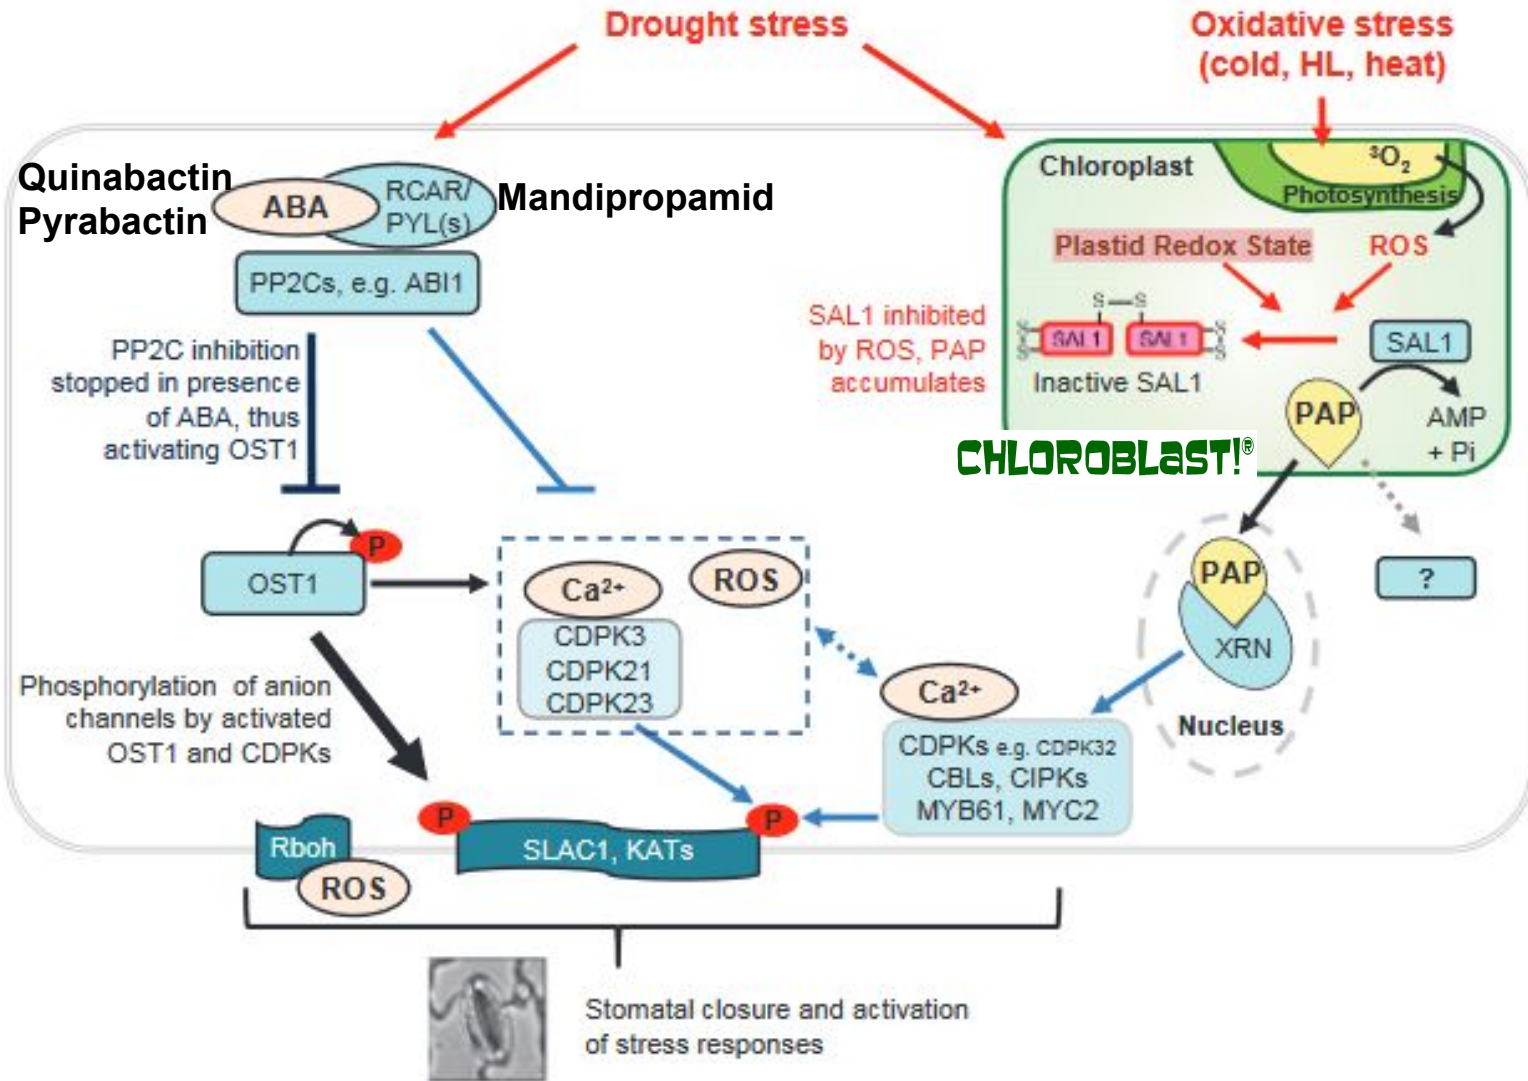 Drought stress
Oxidative stress
(cold, HL, heat)
Quinabactin
Pyrabactin
ABA
RCAR/
PYL(s)
Mandipropamid
PP2Cs, e.g. ABI1
PP2C inhibition
stopped in presence
of ABA, thus
activating OST1
Chloroplast
³O₂
Photosynthesis
Plastid Redox State
ROS
SAL1 inhibited
by ROS, PAP
accumulates
S—S
S
S
SAL1
SAL1
S
S
Inactive SAL1
SAL1
PAP
AMP
+ Pi
CHLOROBLAST!®
OST1
P
Ca²⁺
ROS
CDPK3
CDPK21
CDPK23
PAP
XRN
Nucleus
?
Phosphorylation of anion
channels by activated
OST1 and CDPKs
Ca²⁺
CDPKs e.g. CDPK32
CBLs, CIPKs
MYB61, MYC2
P
P
Rboh
ROS
SLAC1, KATs
Stomatal closure and activation
of stress responses